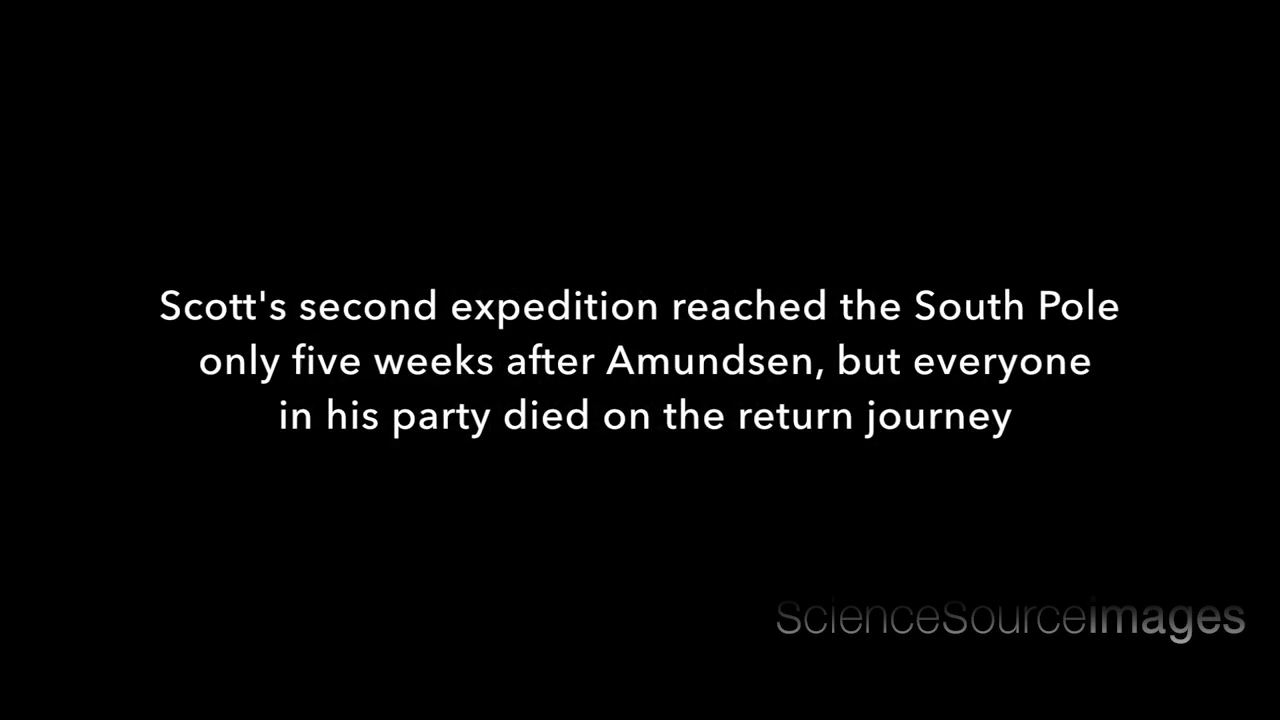 Scott's second expedition reached the South Pole
only five weeks after Amundsen, but everyone
in his party died on the return journey
ScienceSourceimages